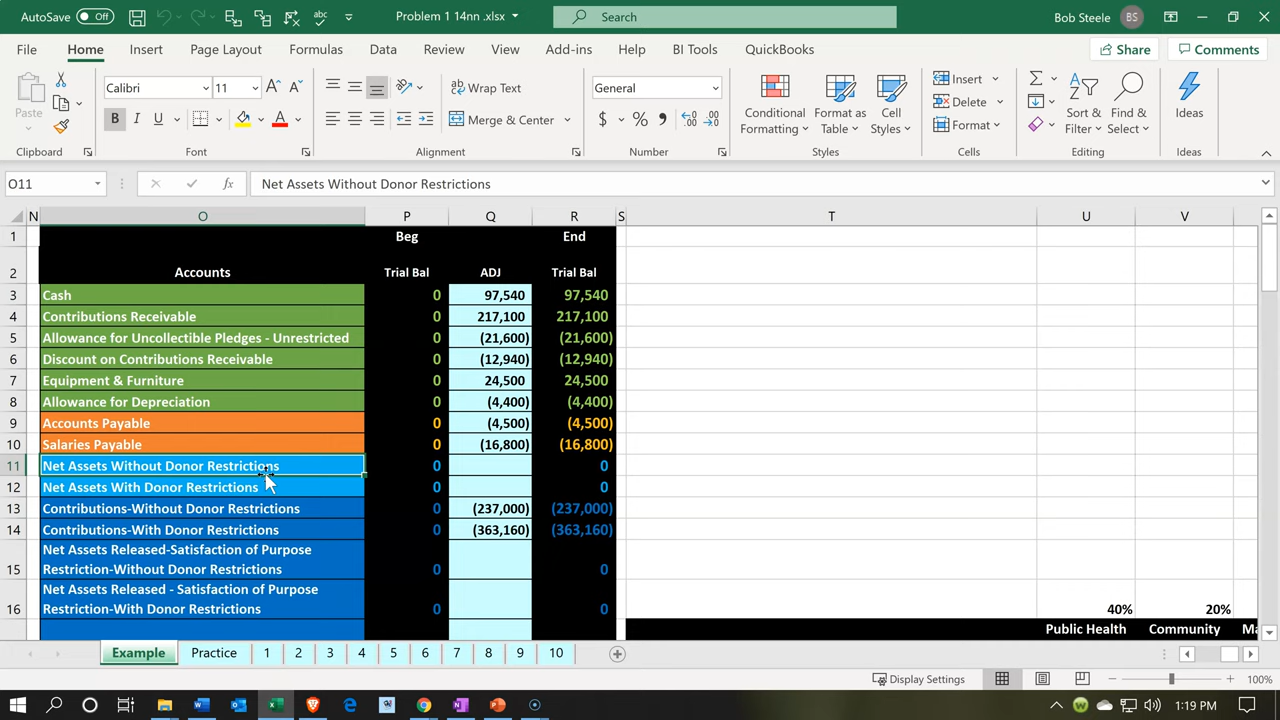 AutoSave Off Problem 1 14nn .xlsx Search Bob Steele BS
File Home Insert Page Layout Formulas Data Review View Add-ins Help BI Tools QuickBooks Share Comments
Paste Calibri 11 Wrap Text General Conditional Formatting Format as Table Cell Styles Insert Sort & Filter Find & Select Ideas
B I U Merge & Center $ % Delete
Format
Clipboard Font Alignment Number Styles Cells Editing Ideas
O11 fx Net Assets Without Donor Restrictions
N O P Q R S T U V
1 Beg End
2 Accounts Trial Bal ADJ Trial Bal
3 Cash 0 97,540 97,540
4 Contributions Receivable 0 217,100 217,100
5 Allowance for Uncollectible Pledges - Unrestricted 0 (21,600) (21,600)
6 Discount on Contributions Receivable 0 (12,940) (12,940)
7 Equipment & Furniture 0 24,500 24,500
8 Allowance for Depreciation 0 (4,400) (4,400)
9 Accounts Payable 0 (4,500) (4,500)
10 Salaries Payable 0 (16,800) (16,800)
11 Net Assets Without Donor Restrictions 0 0
12 Net Assets With Donor Restrictions 0 0
13 Contributions-Without Donor Restrictions 0 (237,000) (237,000)
14 Contributions-With Donor Restrictions 0 (363,160) (363,160)
Net Assets Released-Satisfaction of Purpose
15 Restriction-Without Donor Restrictions 0 0
Net Assets Released - Satisfaction of Purpose
16 Restriction-With Donor Restrictions 0 0 40% 20%
Public Health Community Ma
Example Practice 1 2 3 4 5 6 7 8 9 10
Display Settings 100%
1:19 PM